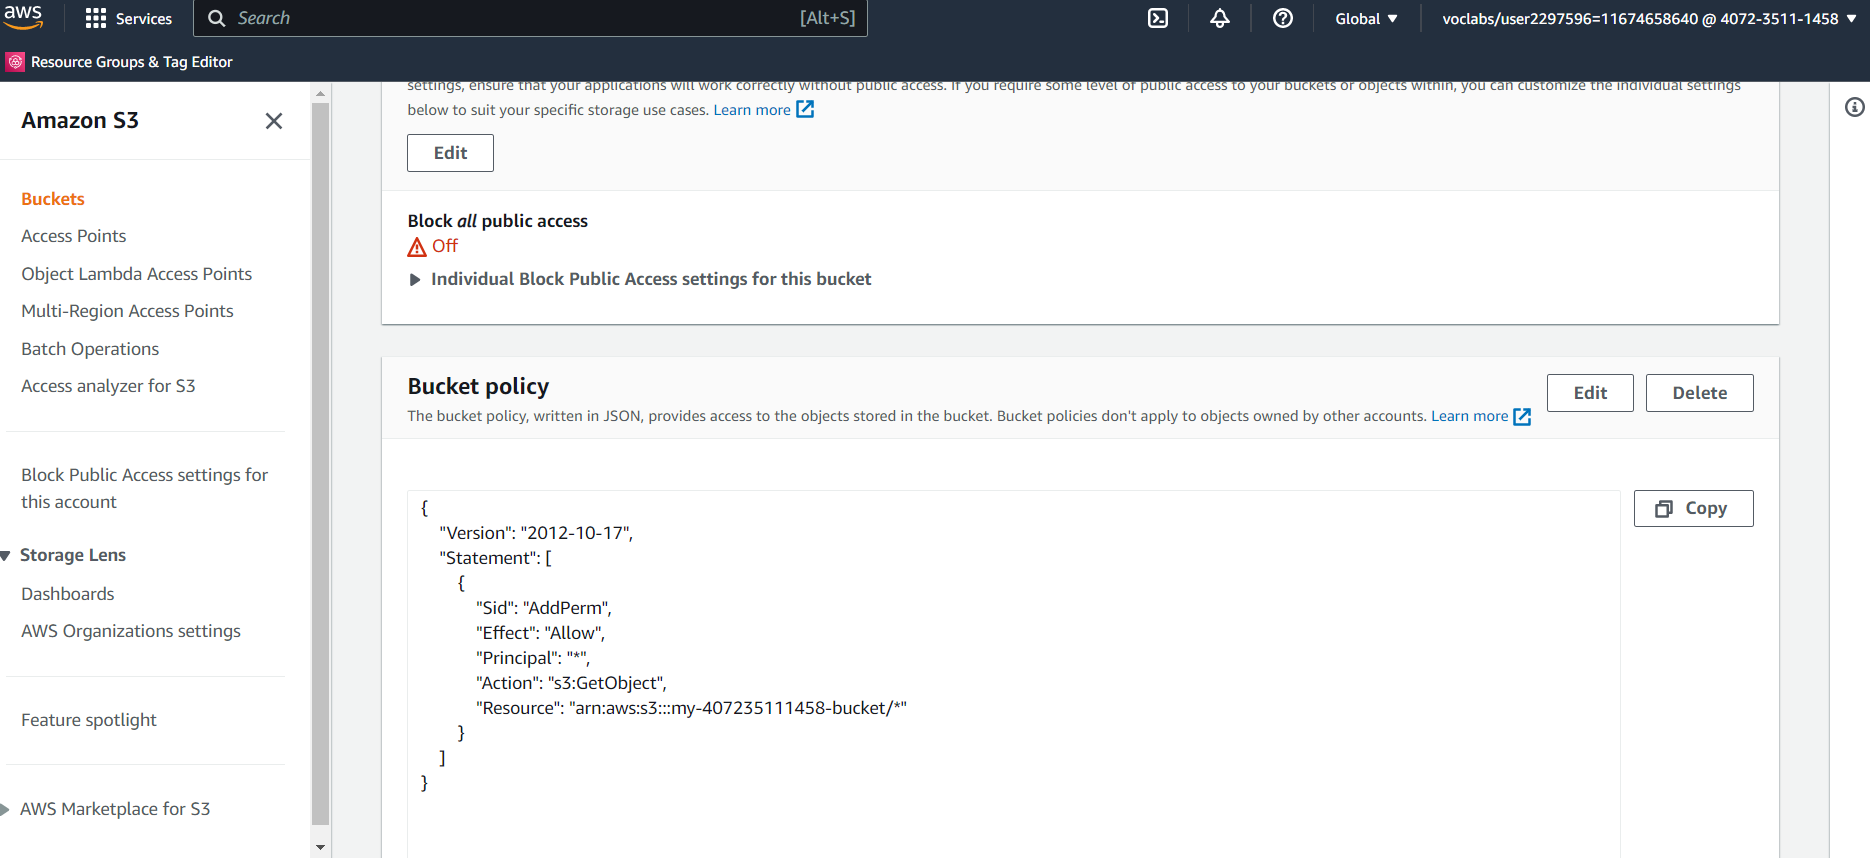 aws
Services
Search
[Alt+S]
Global
voclabs/user2297596=11674658640 @ 4072-3511-1458
Resource Groups & Tag Editor
Amazon S3
Buckets
Access Points
Object Lambda Access Points
Multi-Region Access Points
Batch Operations
Access analyzer for S3
Block Public Access settings for
this account
Storage Lens
Dashboards
AWS Organizations settings
Feature spotlight
AWS Marketplace for S3
settings, ensure that your applications will work correctly without public access. If you require some level of public access to your buckets or objects within, you can customize the individual settings
below to suit your specific storage use cases. Learn more
Edit
Block all public access
Off
Individual Block Public Access settings for this bucket
Bucket policy
Edit
Delete
The bucket policy, written in JSON, provides access to the objects stored in the bucket. Bucket policies don't apply to objects owned by other accounts. Learn more
Copy
{
"Version": "2012-10-17",
"Statement": [
{
"Sid": "AddPerm",
"Effect": "Allow",
"Principal": "*",
"Action": "s3:GetObject",
"Resource": "arn:aws:s3:::my-407235111458-bucket/*"
}
]
}